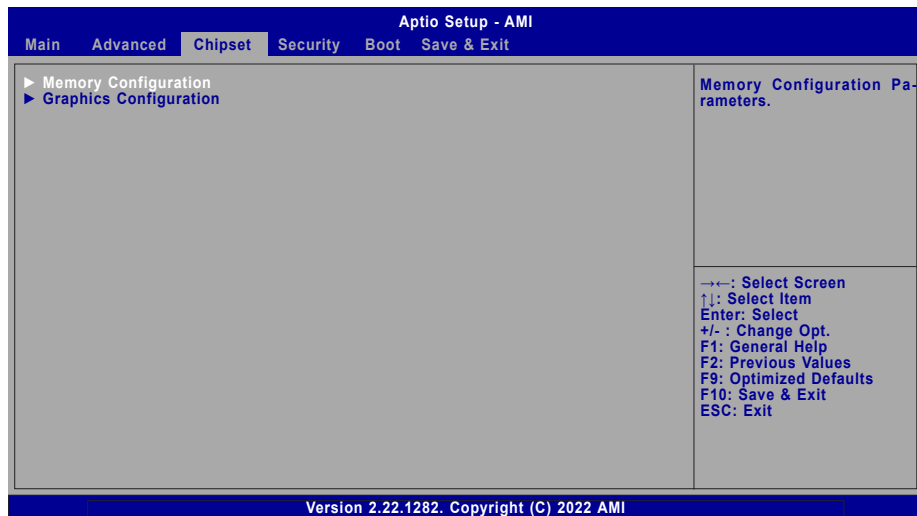 Aptio Setup - AMI
Main Advanced Chipset Security Boot Save & Exit
► Memory Configuration
► Graphics Configuration
Memory Configuration Pa-
rameters.
→←: Select Screen
↑↓: Select Item
Enter: Select
+/- : Change Opt.
F1: General Help
F2: Previous Values
F9: Optimized Defaults
F10: Save & Exit
ESC: Exit
Version 2.22.1282. Copyright (C) 2022 AMI